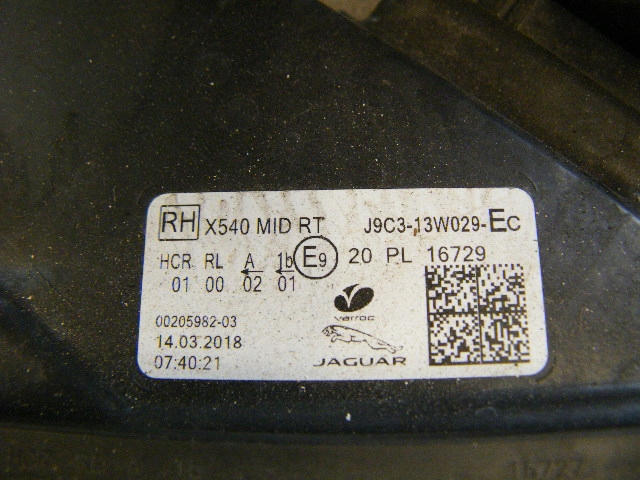 RH X540 MID RT J9C3-13W029-EC
HCR RL A 1b E9 20 PL 16729
01 00 02 01
00205982-03
14.03.2018
07:40:21
varroc
JAGUAR